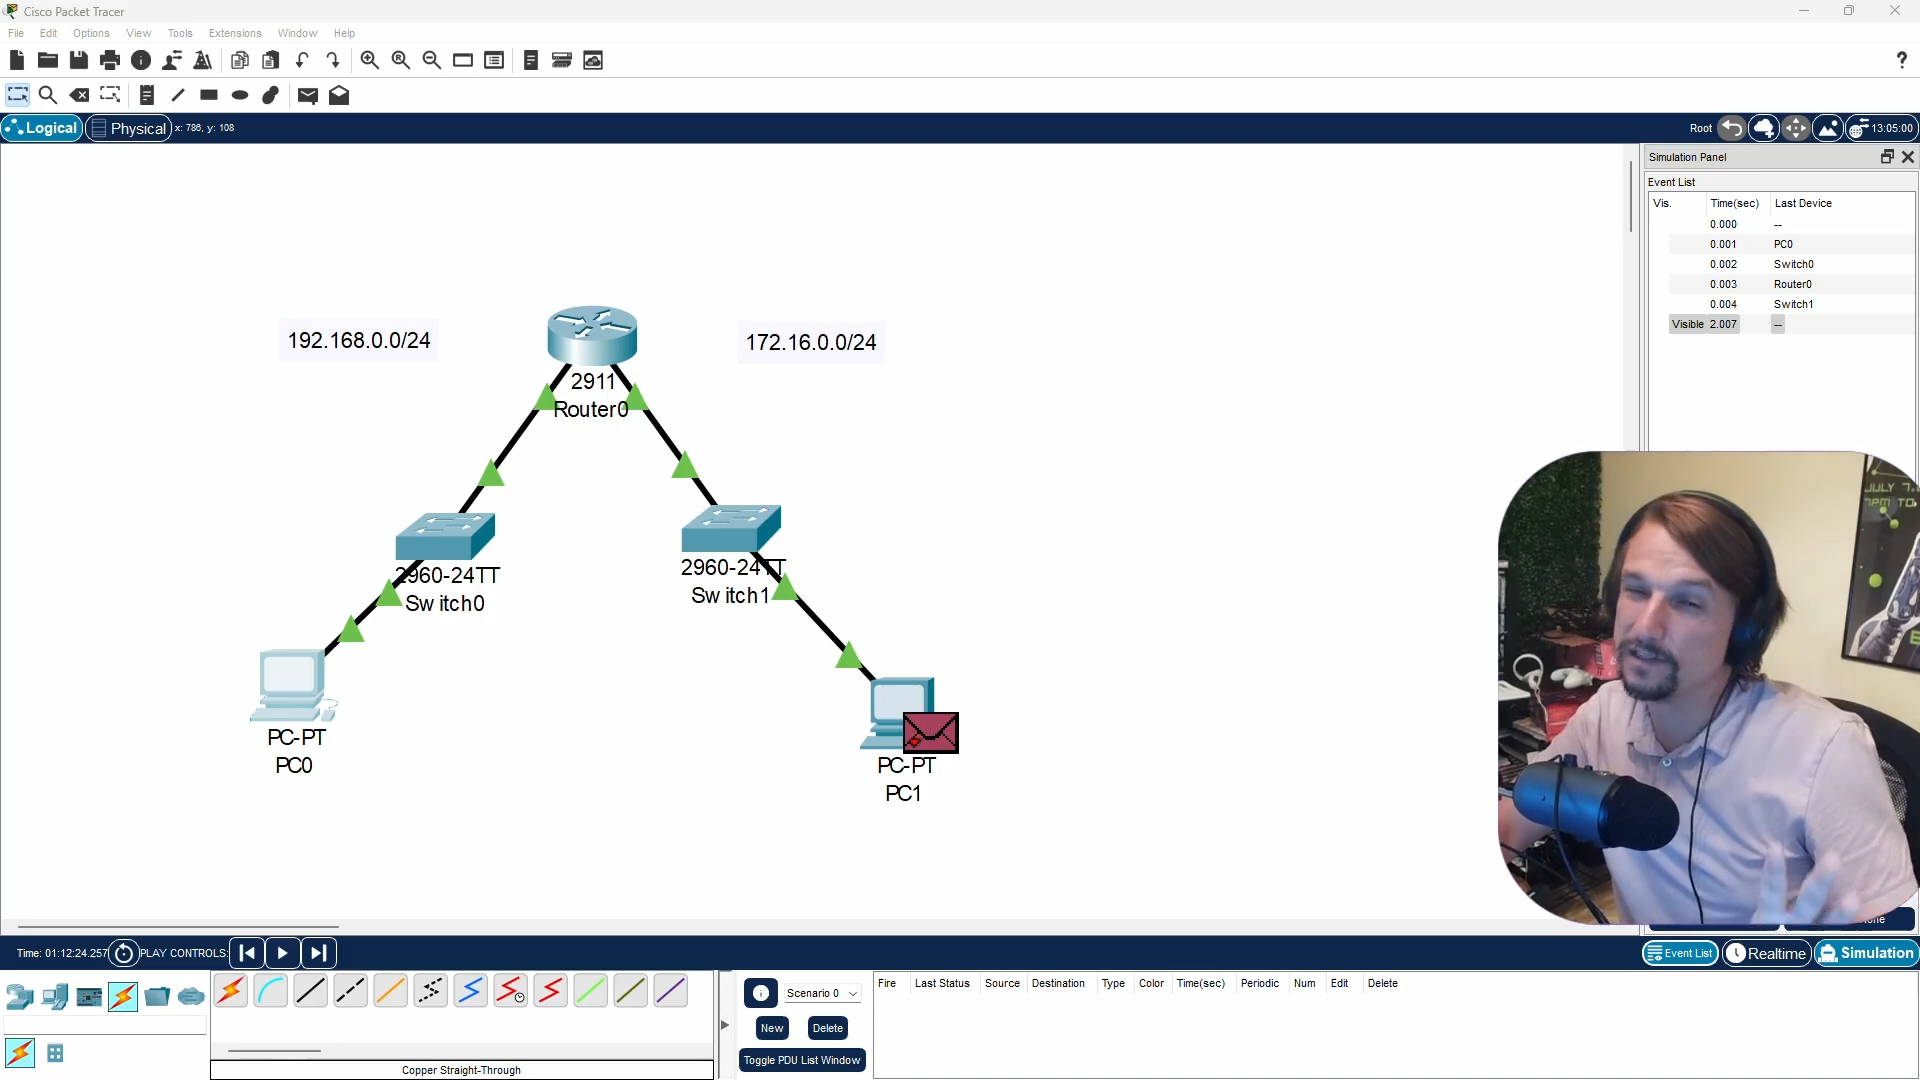 Cisco Packet Tracer
File Edit Options View Tools Extensions Window Help
?
Logical Physical x: 786, y: 108
Root 13:05:00
Simulation Panel
Event List
Vis. Time(sec) Last Device
0.000 --
0.001 PC0
0.002 Switch0
0.003 Router0
0.004 Switch1
Visible 2.007 --
192.168.0.0/24
172.16.0.0/24
2911
Router0
2960-24TT
Switch0
2960-24TT
Switch1
PC-PT
PC0
PC-PT
PC1
JULY 7
Time: 01:12:24.257 PLAY CONTROLS:
Event List Realtime Simulation
Scenario 0
New Delete
Toggle PDU List Window
Fire Last Status Source Destination Type Color Time(sec) Periodic Num Edit Delete
Copper Straight-Through